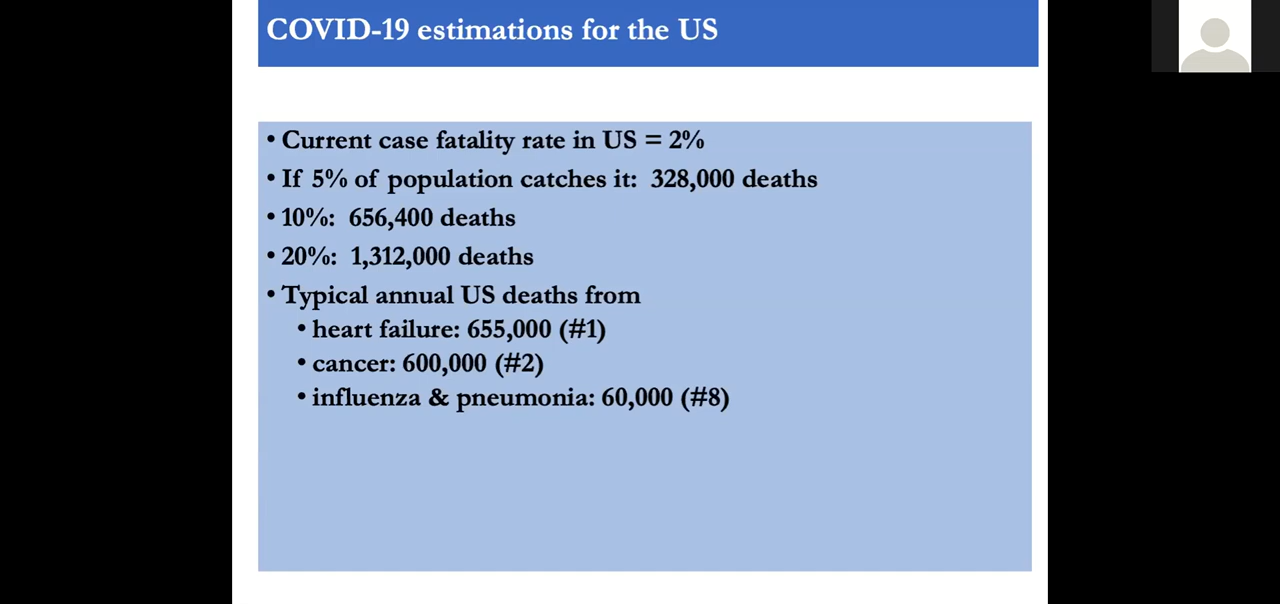 COVID-19 estimations for the US
• Current case fatality rate in US = 2%
• If 5% of population catches it: 328,000 deaths
• 10%: 656,400 deaths
• 20%: 1,312,000 deaths
• Typical annual US deaths from
• heart failure: 655,000 (#1)
• cancer: 600,000 (#2)
• influenza & pneumonia: 60,000 (#8)